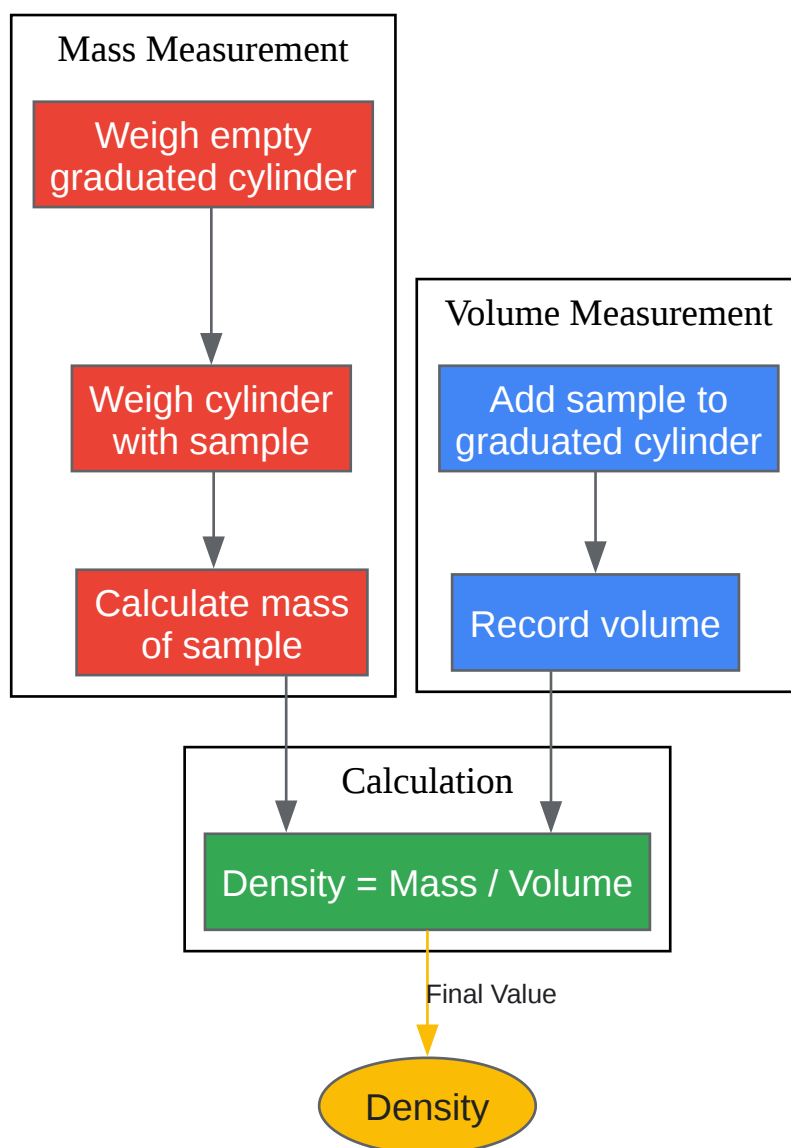 Mass Measurement
Weigh empty
graduated cylinder
Weigh cylinder
with sample
Calculate mass
of sample
Volume Measurement
Add sample to
graduated cylinder
Record volume
Calculation
Density = Mass / Volume
Final Value
Density